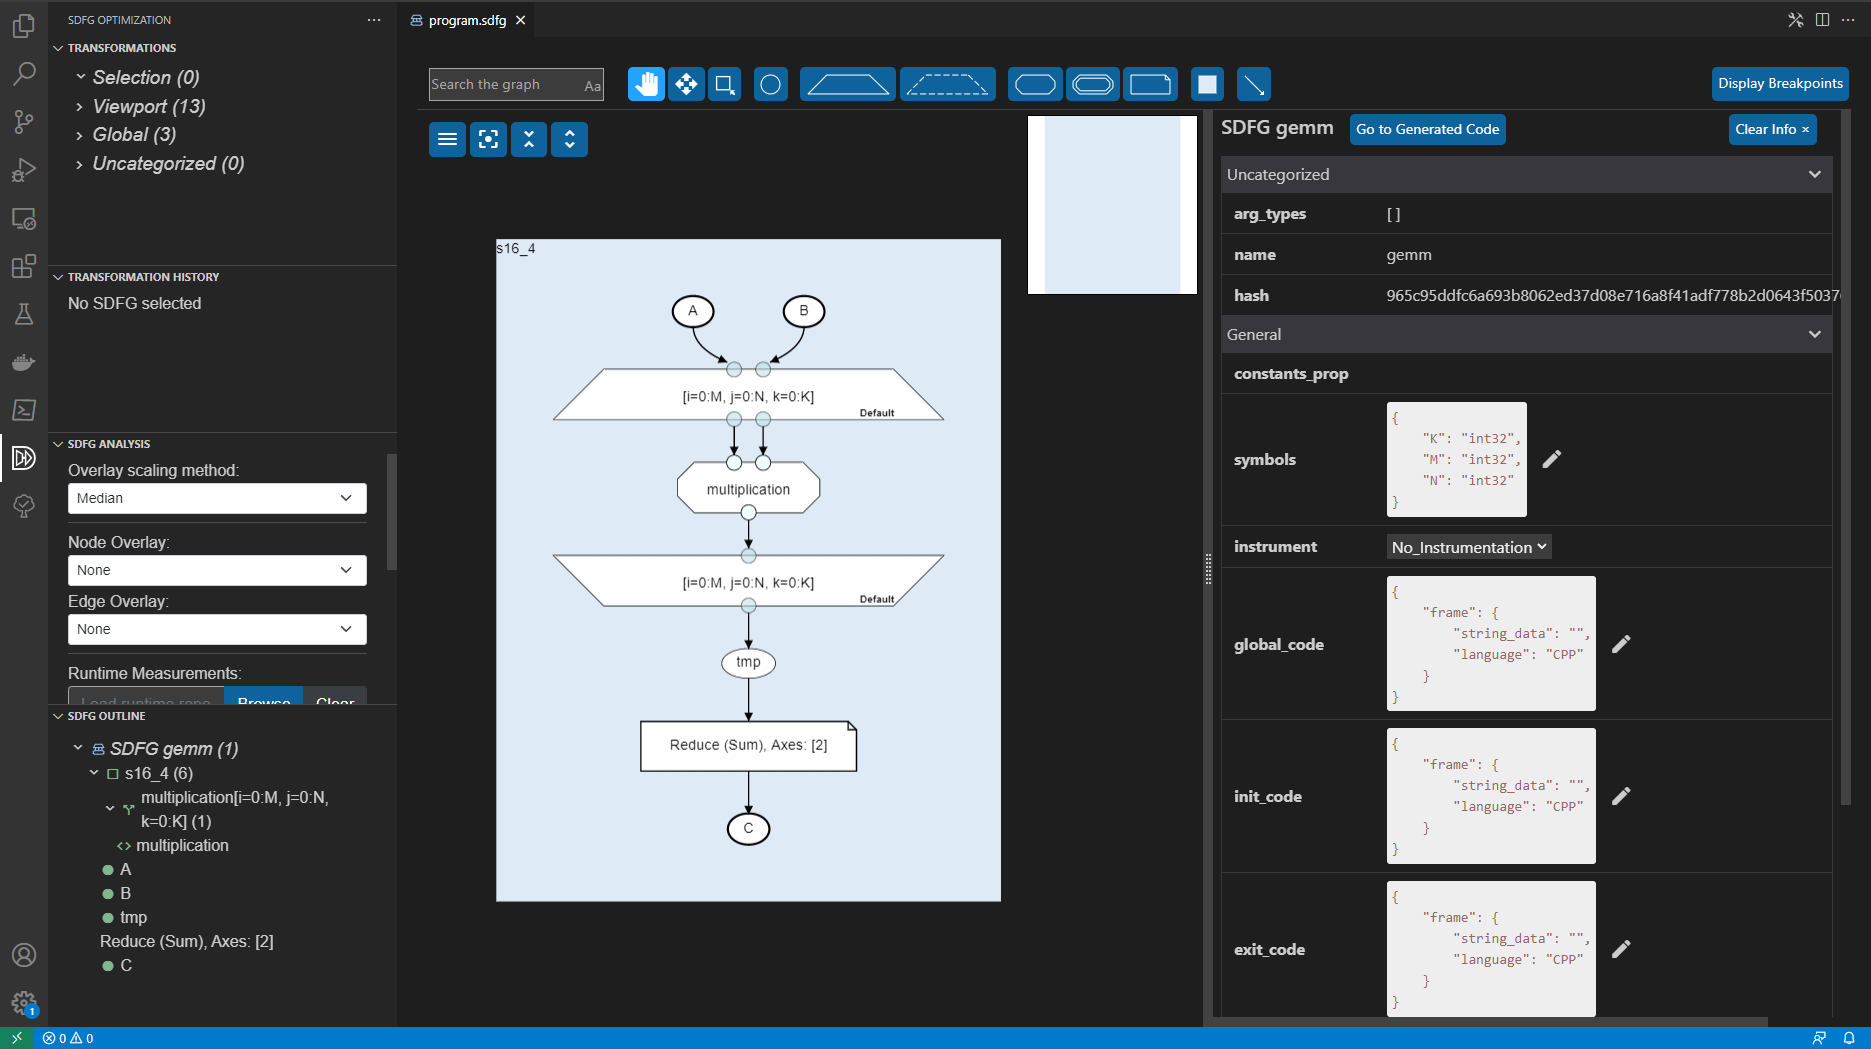 SDFG OPTIMIZATION
TRANSFORMATIONS
Selection (0)
Viewport (13)
Global (3)
Uncategorized (0)
TRANSFORMATION HISTORY
No SDFG selected
SDFG ANALYSIS
Overlay scaling method:
Median
Node Overlay:
None
Edge Overlay:
None
Runtime Measurements:
Load runtime repo Browse Clear
SDFG OUTLINE
SDFG gemm (1)
s16_4 (6)
multiplication[i=0:M, j=0:N,
k=0:K] (1)
multiplication
A
B
tmp
Reduce (Sum), Axes: [2]
C
1
0 0
program.sdfg
Search the graph Aa
Display Breakpoints
s16_4
A B
[i=0:M, j=0:N, k=0:K]
Default
multiplication
[i=0:M, j=0:N, k=0:K]
Default
tmp
Reduce (Sum), Axes: [2]
C
SDFG gemm Go to Generated Code Clear Info ×
Uncategorized
arg_types []
name gemm
hash 965c95ddfc6a693b8062ed37d08e716a8f41adf778b2d0643f5037
General
constants_prop
symbols
{
"K": "int32",
"M": "int32",
"N": "int32"
}
instrument No_Instrumentation
global_code
{
"frame": {
"string_data": "",
"language": "CPP"
}
}
init_code
{
"frame": {
"string_data": "",
"language": "CPP"
}
}
exit_code
{
"frame": {
"string_data": "",
"language": "CPP"
}
}